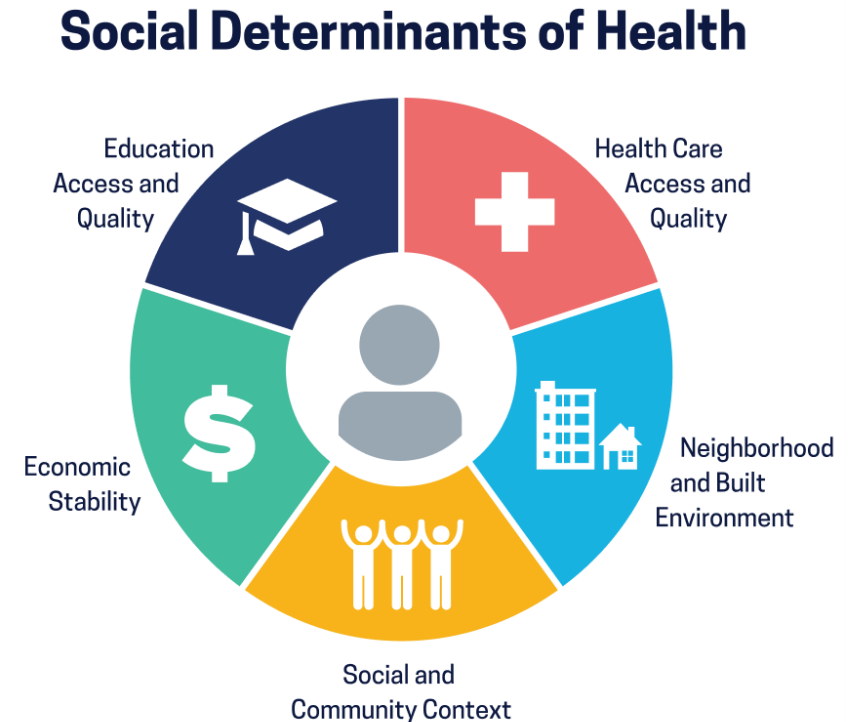 Social Determinants of Health
Education
Access and
Quality
Health Care
Access and
Quality
Economic
Stability
Neighborhood
and Built
Environment
Social and
Community Context